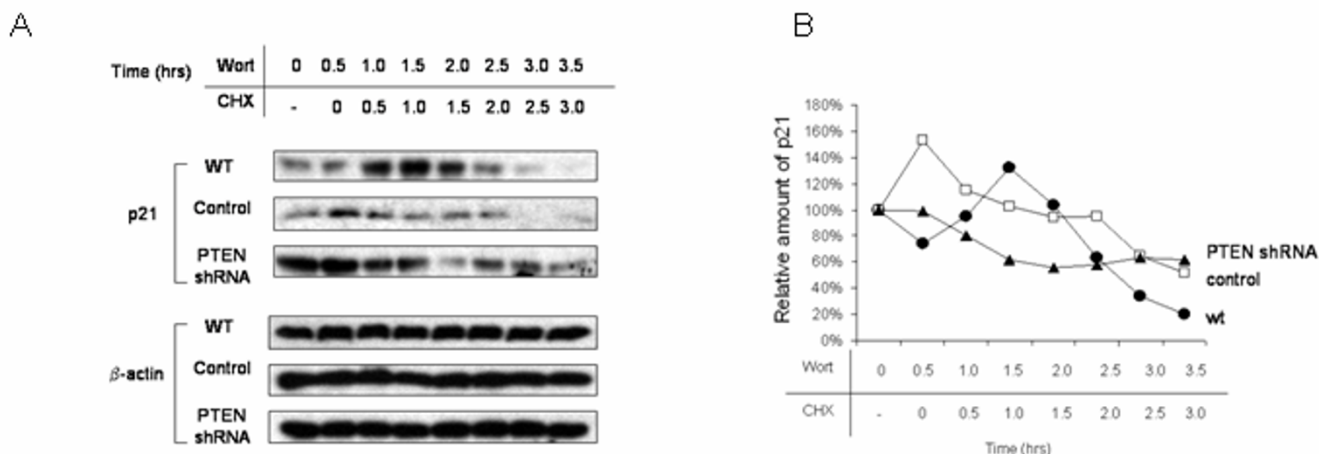 A
Time (hrs) Wort 0 0.5 1.0 1.5 2.0 2.5 3.0 3.5
CHX - 0 0.5 1.0 1.5 2.0 2.5 3.0
p21
WT
Control
PTEN
shRNA
β-actin
WT
Control
PTEN
shRNA
B
Relative amount of p21
180%
160%
140%
120%
100%
80%
60%
40%
20%
0%
PTEN shRNA
control
wt
Wort 0 0.5 1.0 1.5 2.0 2.5 3.0 3.5
CHX - 0 0.5 1.0 1.5 2.0 2.5 3.0
Time (hrs)